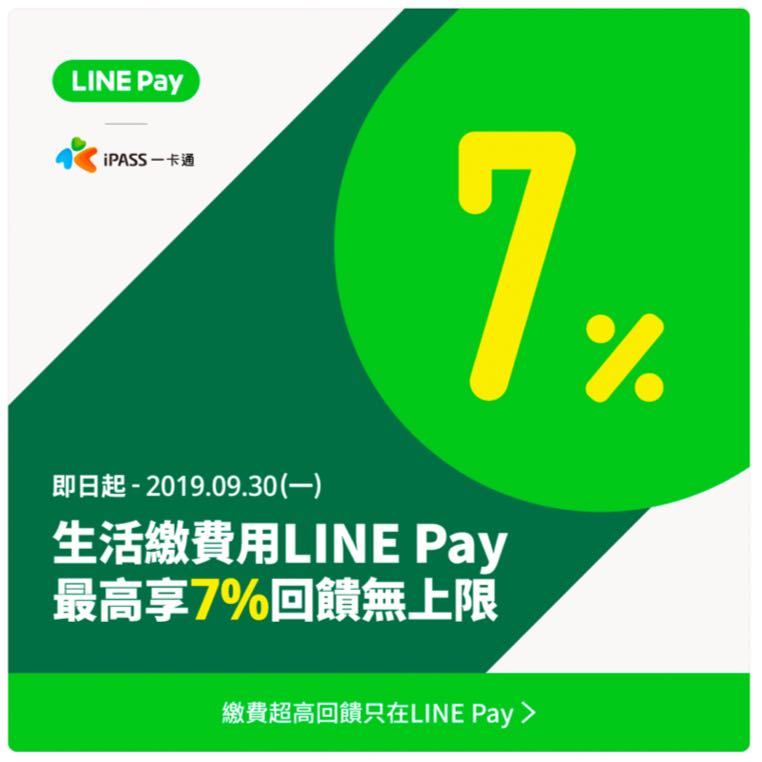 LINE Pay
iPASS 一卡通
7%
即日起 - 2019.09.30(一)
生活繳費用LINE Pay
最高享7%回饋無上限
繳費超高回饋只在LINE Pay >